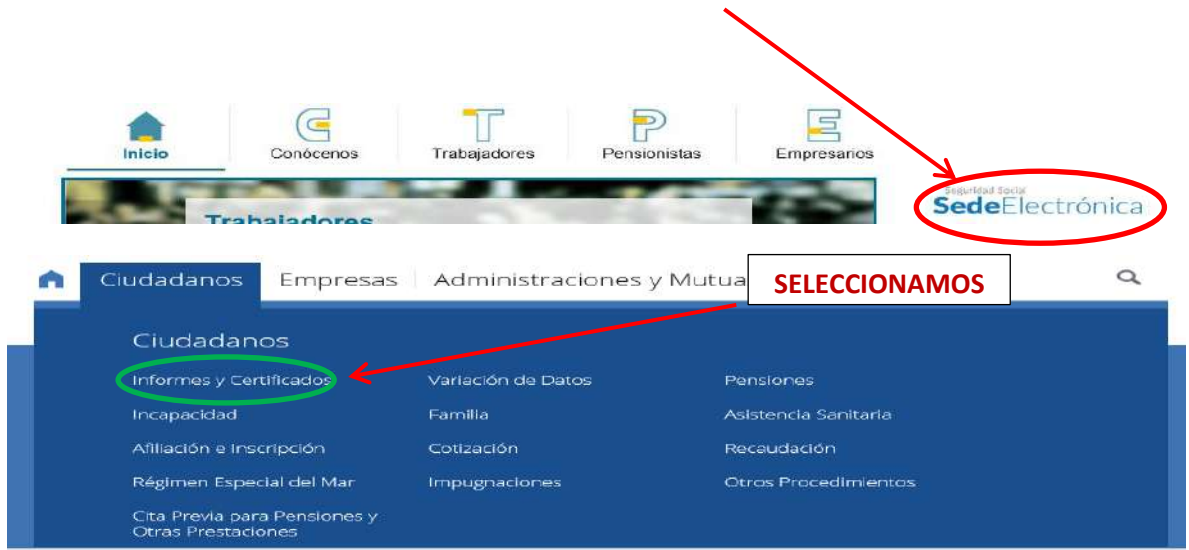 Inicio
Conócenos
Trabajadores
Pensionistas
Empresarios
Trabajadores
Seguridad Social
SedeElectrónica
Ciudadanos
Empresas
Administraciones y Mutua
SELECCIONAMOS
Ciudadanos
Informes y Certificados
Variación de Datos
Pensiones
Incapacidad
Familia
Asistencia Sanitaria
Afiliación e Inscripción
Cotización
Recaudación
Régimen Especial del Mar
Impugnaciones
Otros Procedimientos
Cita Previa para Pensiones y
Otras Prestaciones